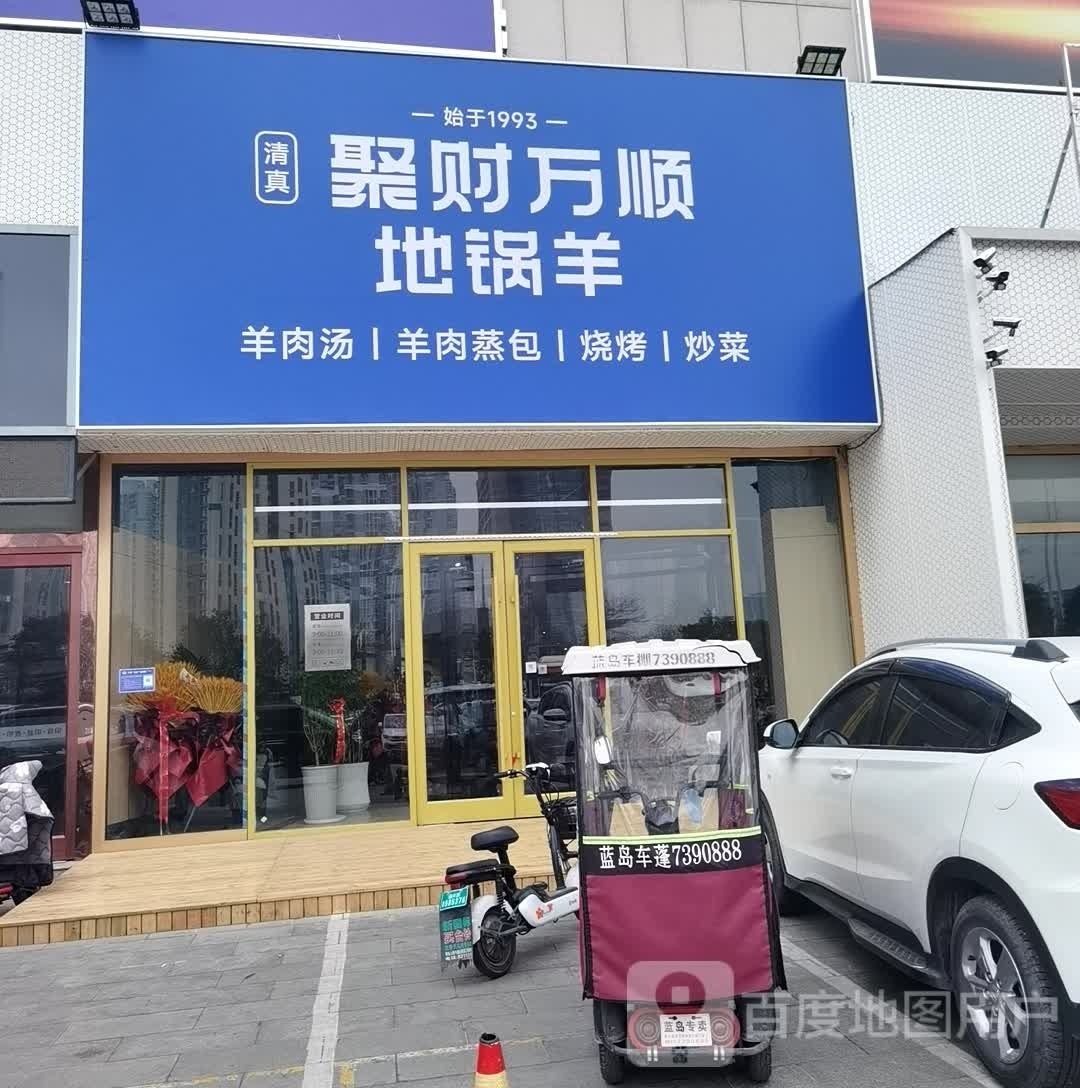 始于1993
清真
聚财万顺
地锅羊
羊肉汤 | 羊肉蒸包 | 烧烤 | 炒菜
营业时间
蓝岛车棚7390888
蓝岛车蓬7390888
蓝岛专卖
百度地图用户